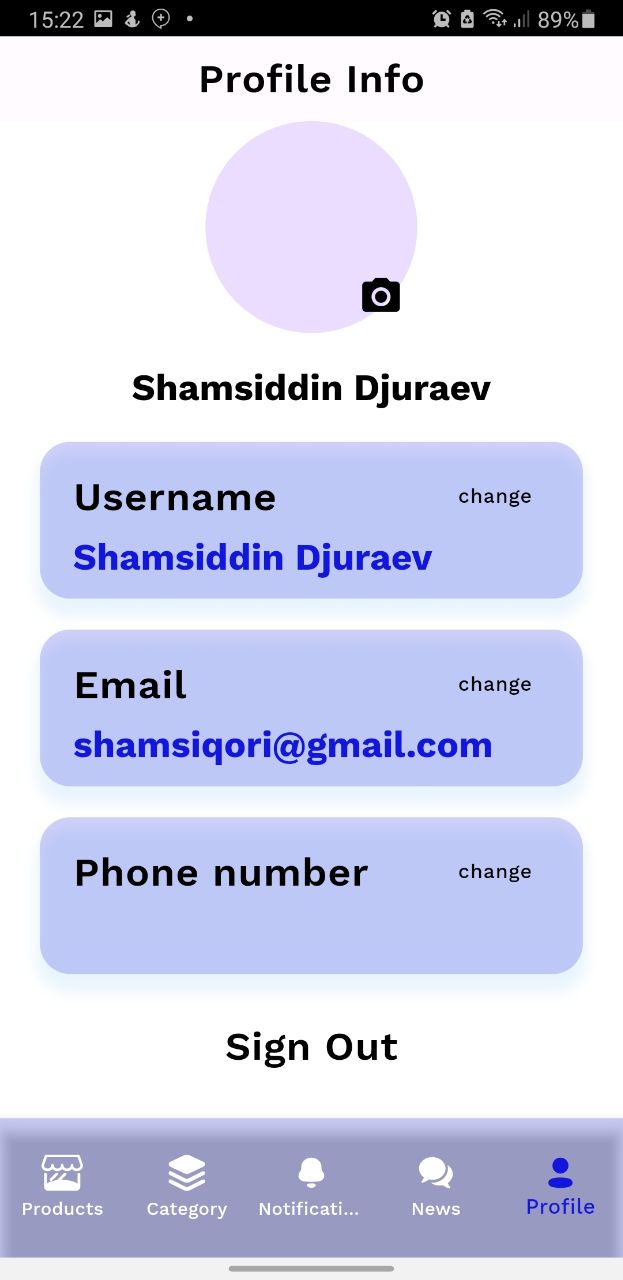 15:22 89%
Profile Info
Shamsiddin Djuraev
Username change
Shamsiddin Djuraev
Email change
shamsiqori@gmail.com
Phone number change
Sign Out
Products Category Notificati... News Profile